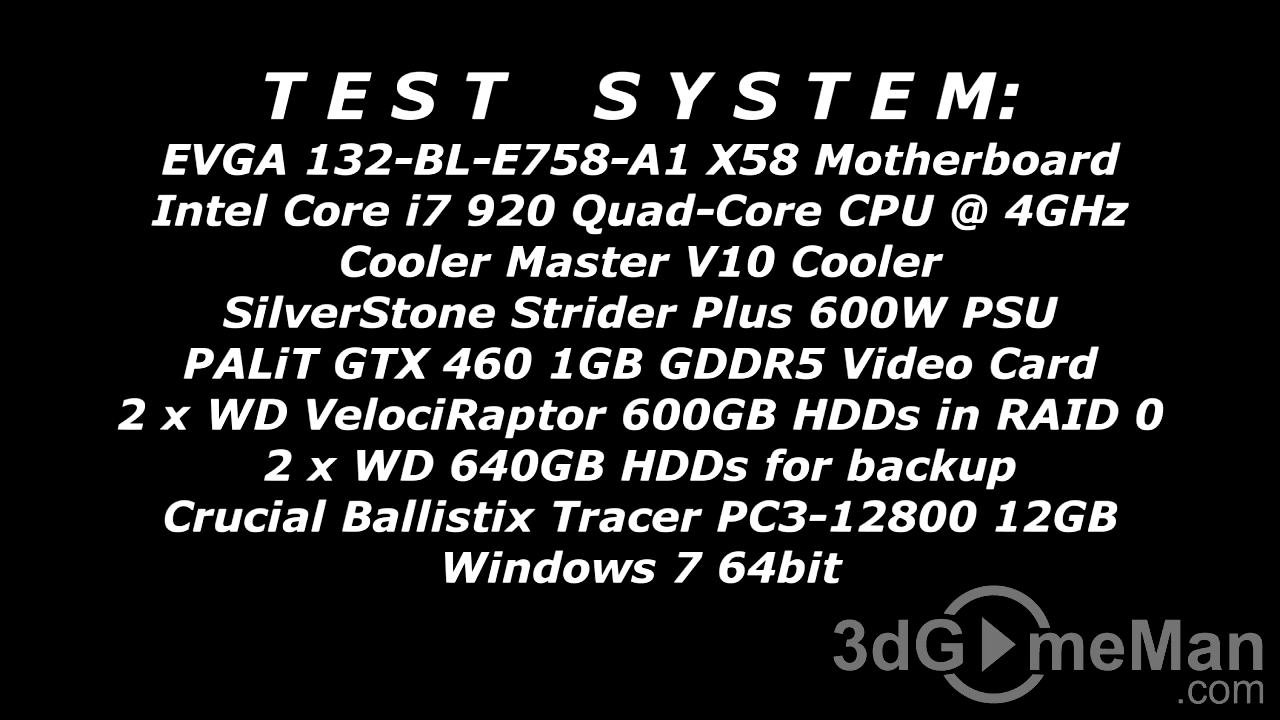 T E S T S Y S T E M:
EVGA 132-BL-E758-A1 X58 Motherboard
Intel Core i7 920 Quad-Core CPU @ 4GHz
Cooler Master V10 Cooler
SilverStone Strider Plus 600W PSU
PALiT GTX 460 1GB GDDR5 Video Card
2 x WD VelociRaptor 600GB HDDs in RAID 0
2 x WD 640GB HDDs for backup
Crucial Ballistix Tracer PC3-12800 12GB
Windows 7 64bit
3dGameMan
.com